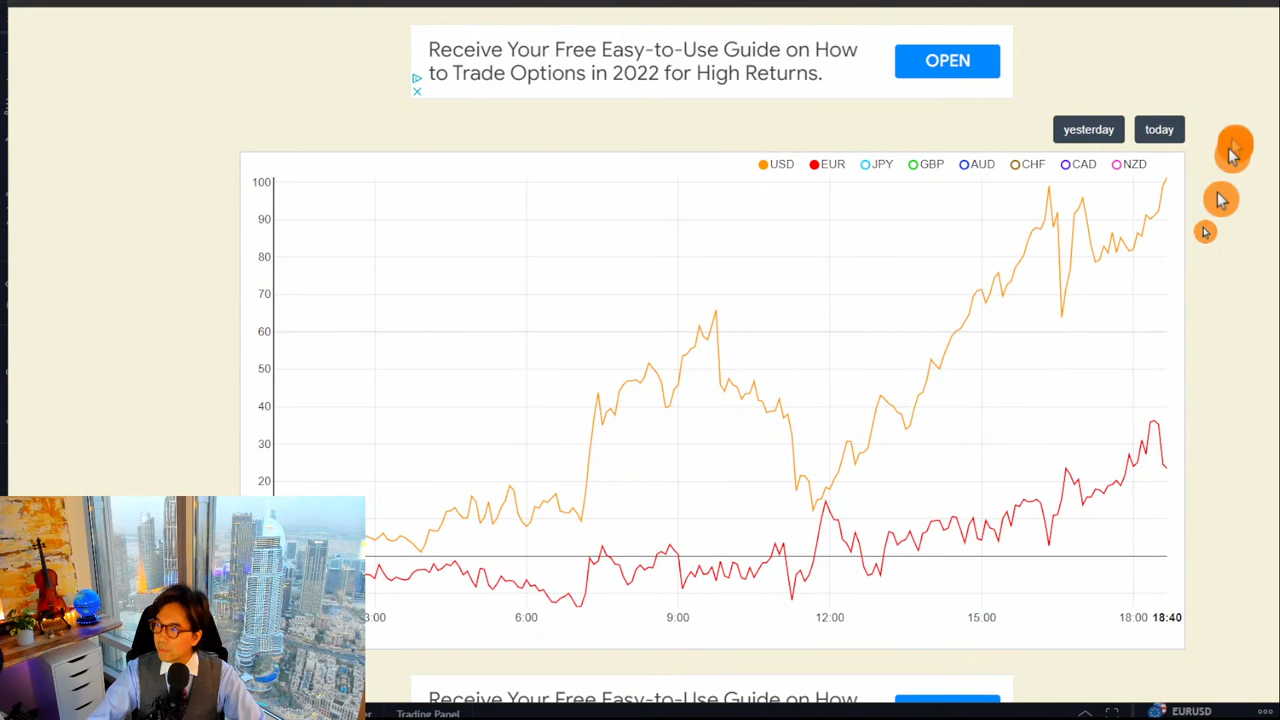 Receive Your Free Easy-to-Use Guide on How
to Trade Options in 2022 for High Returns.
OPEN
yesterday
today
USD EUR JPY GBP AUD CHF CAD NZD
100
90
80
70
60
50
40
30
20
3:00 6:00 9:00 12:00 15:00 18:00 18:40
Receive Your Free Easy-to-Use Guide on How
Trading Panel
EURUSD